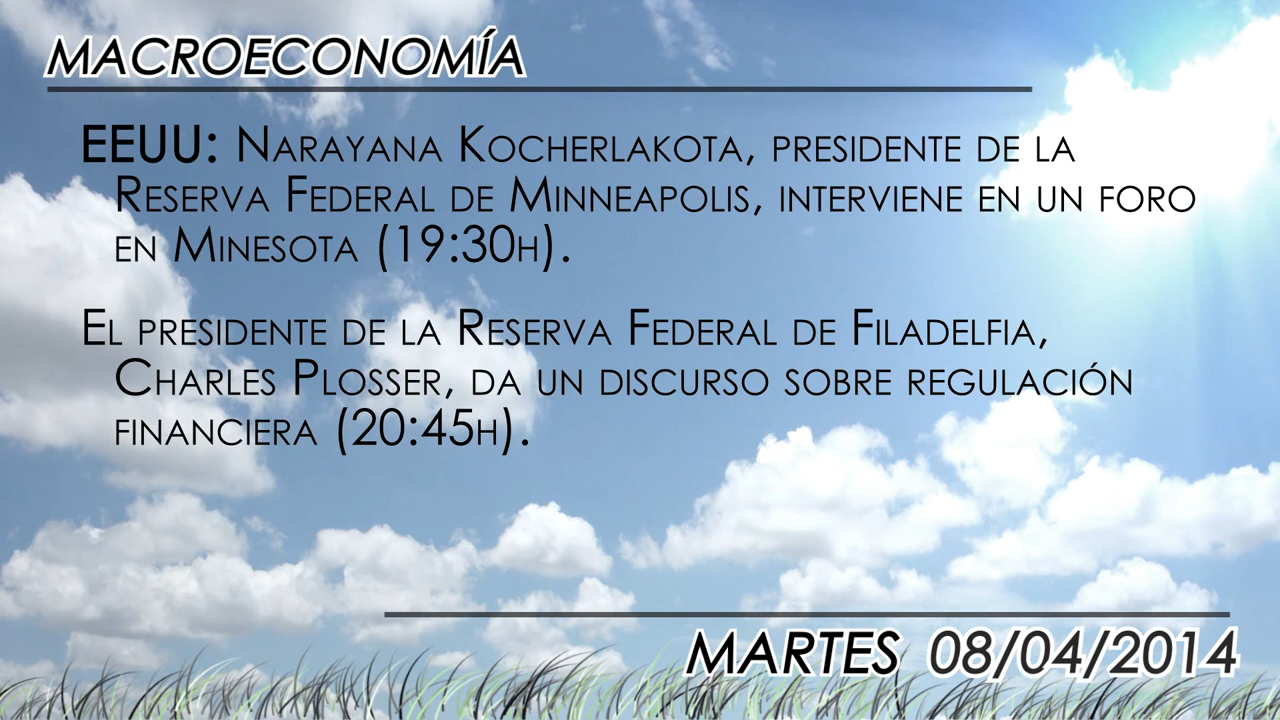 MACROECONOMÍA
EEUU: Narayana Kocherlakota, presidente de la
Reserva Federal de Minneapolis, interviene en un foro
en Minesota (19:30h).
El presidente de la Reserva Federal de Filadelfia,
Charles Plosser, da un discurso sobre regulación
financiera (20:45h).
MARTES 08/04/2014